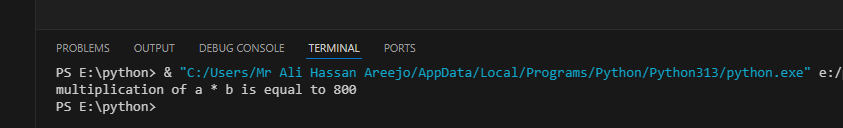 PROBLEMS OUTPUT DEBUG CONSOLE TERMINAL PORTS
PS E:\python> & "C:/Users/Mr Ali Hassan Areejo/AppData/Local/Programs/Python/Python313/python.exe" e:/
multiplication of a * b is equal to 800
PS E:\python>